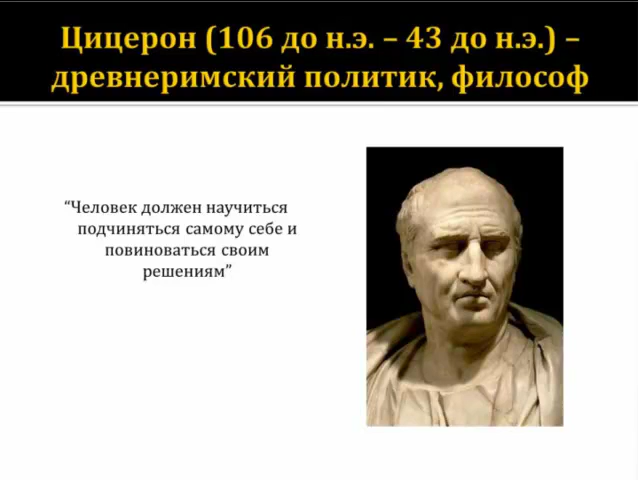 Цицерон (106 до н.э. – 43 до н.э.) –
древнеримский политик, философ
“Человек должен научиться
подчиняться самому себе и
повиноваться своим
решениям”